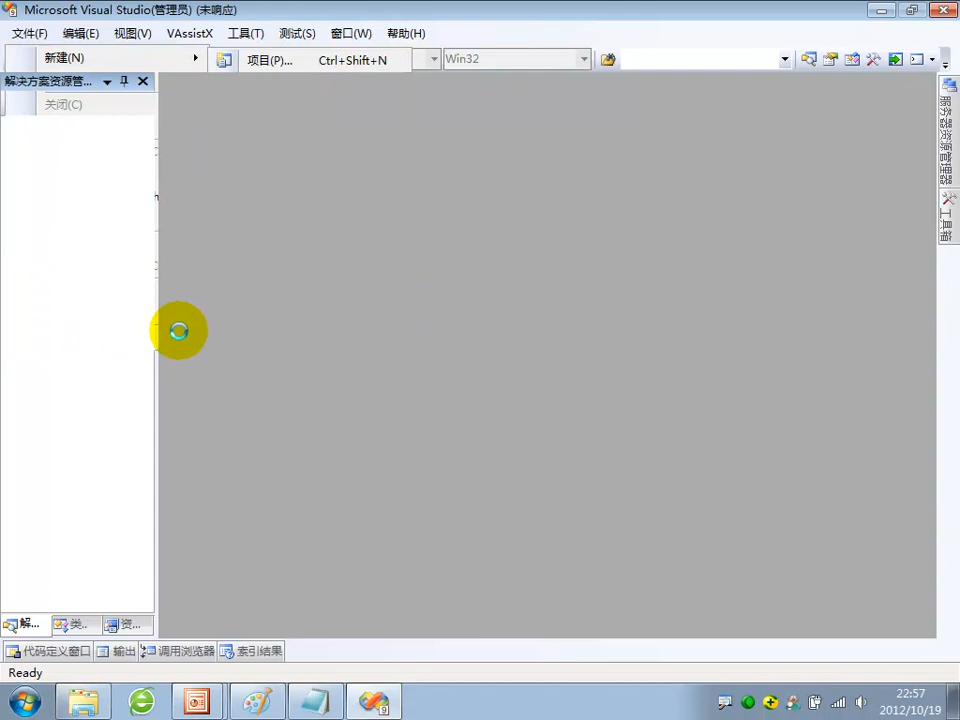 Microsoft Visual Studio(管理员) (未响应)
文件(F) 编辑(E) 视图(V) VAssistX 工具(T) 测试(S) 窗口(W) 帮助(H)
新建(N) 项目(P)... Ctrl+Shift+N Win32
解决方案资源管...
关闭(C)
服务器资源管理器
工具箱
解... 类.. 资...
代码定义窗口 输出 调用浏览器 索引结果
Ready
22:57
2012/10/19